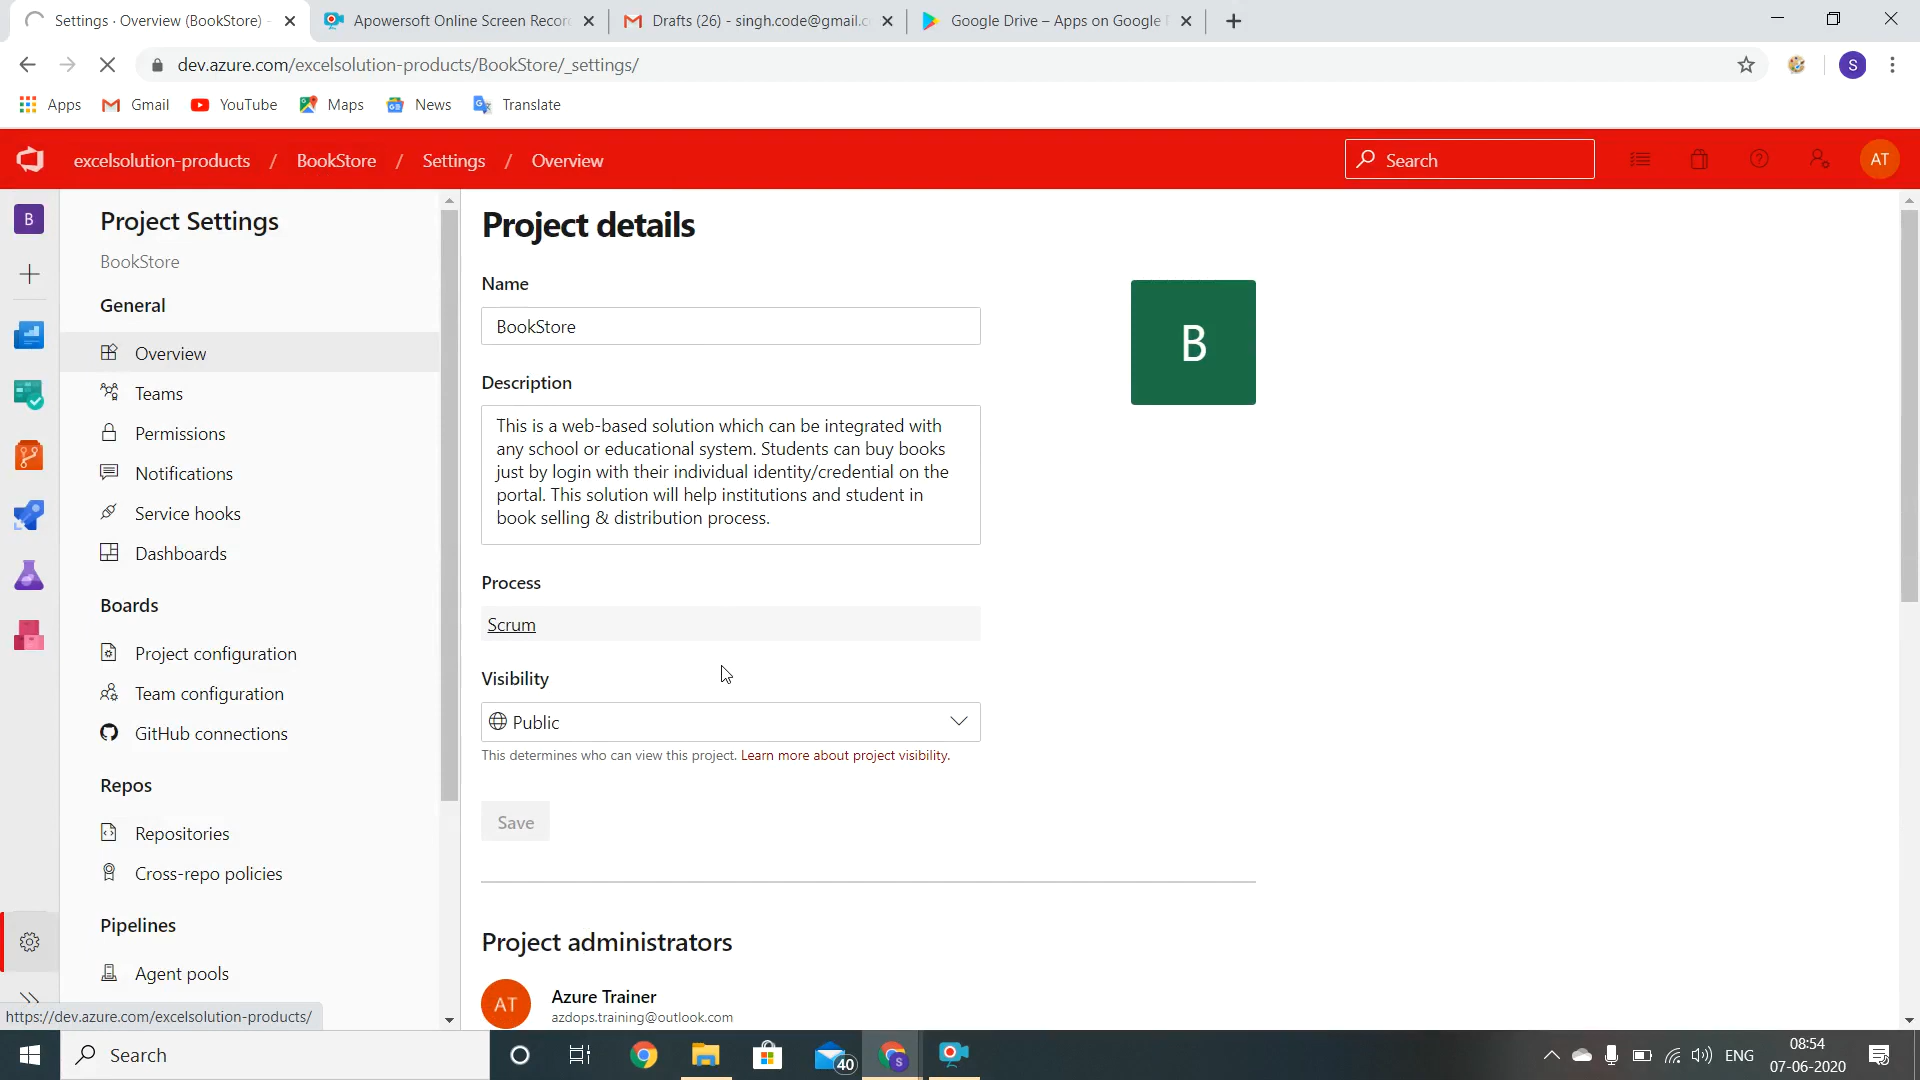 Settings · Overview (BookStore) -
Apowersoft Online Screen Recor
Drafts (26) - singh.code@gmail.c
Google Drive – Apps on Google P
dev.azure.com/excelsolution-products/BookStore/_settings/
S
Apps
Gmail
YouTube
Maps
News
Translate
excelsolution-products / BookStore / Settings / Overview
Search
AT
B
Project Settings
BookStore
General
Overview
Teams
Permissions
Notifications
Service hooks
Dashboards
Boards
Project configuration
Team configuration
GitHub connections
Repos
Repositories
Cross-repo policies
Pipelines
Agent pools
Project details
Name
BookStore
B
Description
This is a web-based solution which can be integrated with
any school or educational system. Students can buy books
just by login with their individual identity/credential on the
portal. This solution will help institutions and student in
book selling & distribution process.
Process
Scrum
Visibility
Public
This determines who can view this project. Learn more about project visibility.
Save
Project administrators
AT
Azure Trainer
azdops.training@outlook.com
https://dev.azure.com/excelsolution-products/
Search
40
S
ENG
08:54
07-06-2020